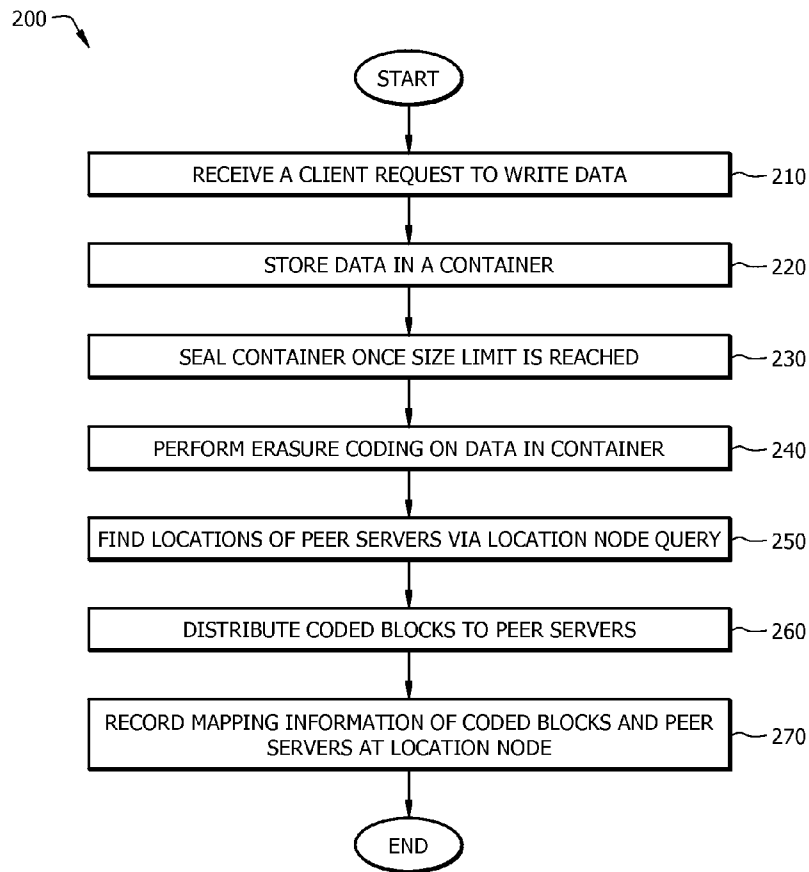 200
START
RECEIVE A CLIENT REQUEST TO WRITE DATA
210
STORE DATA IN A CONTAINER
220
SEAL CONTAINER ONCE SIZE LIMIT IS REACHED
230
PERFORM ERASURE CODING ON DATA IN CONTAINER
240
FIND LOCATIONS OF PEER SERVERS VIA LOCATION NODE QUERY
250
DISTRIBUTE CODED BLOCKS TO PEER SERVERS
260
RECORD MAPPING INFORMATION OF CODED BLOCKS AND PEER
SERVERS AT LOCATION NODE
270
END